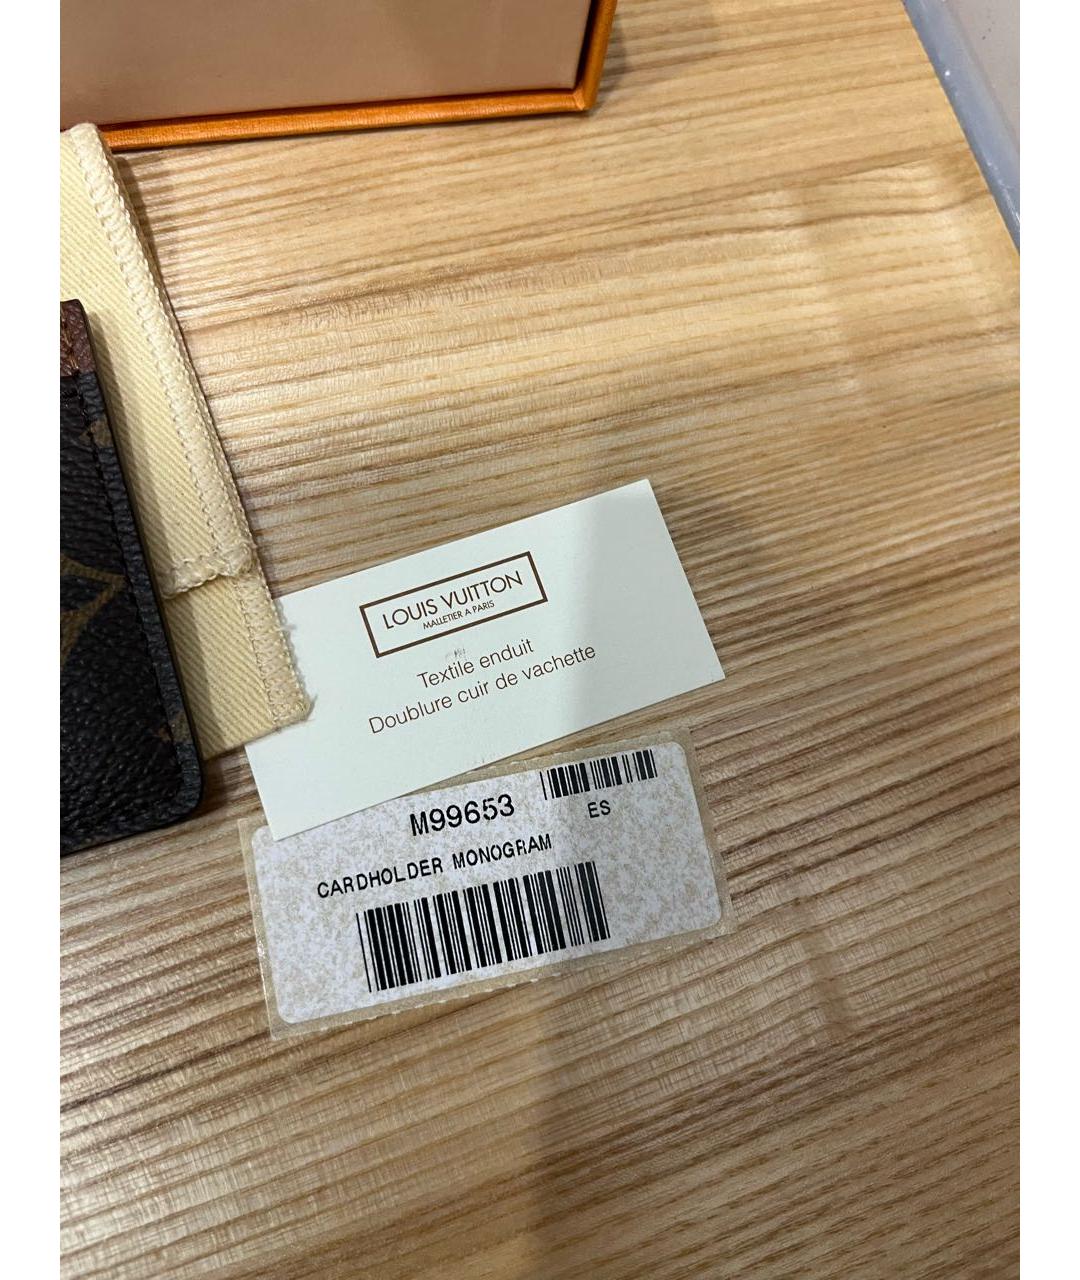 LOUIS VUITTON
MALLETIER A PARIS
Textile enduit
Doublure cuir de vachette
M99653
ES
CARDHOLDER MONOGRAM